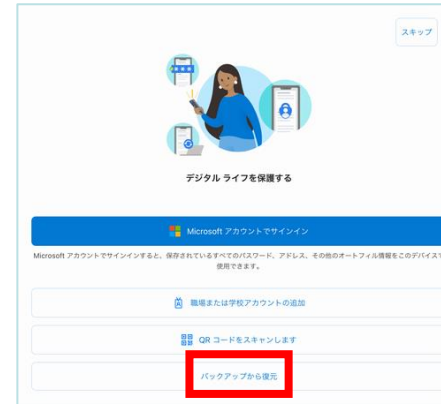 スキップ
デジタル ライフを保護する
Microsoft アカウントでサインイン
Microsoft アカウントでサインインすると、保存されているすべてのパスワード、アドレス、その他のオートフィル情報をこのデバイスで
使用できます。
職場または学校アカウントの追加
QR コードをスキャンします
バックアップから復元